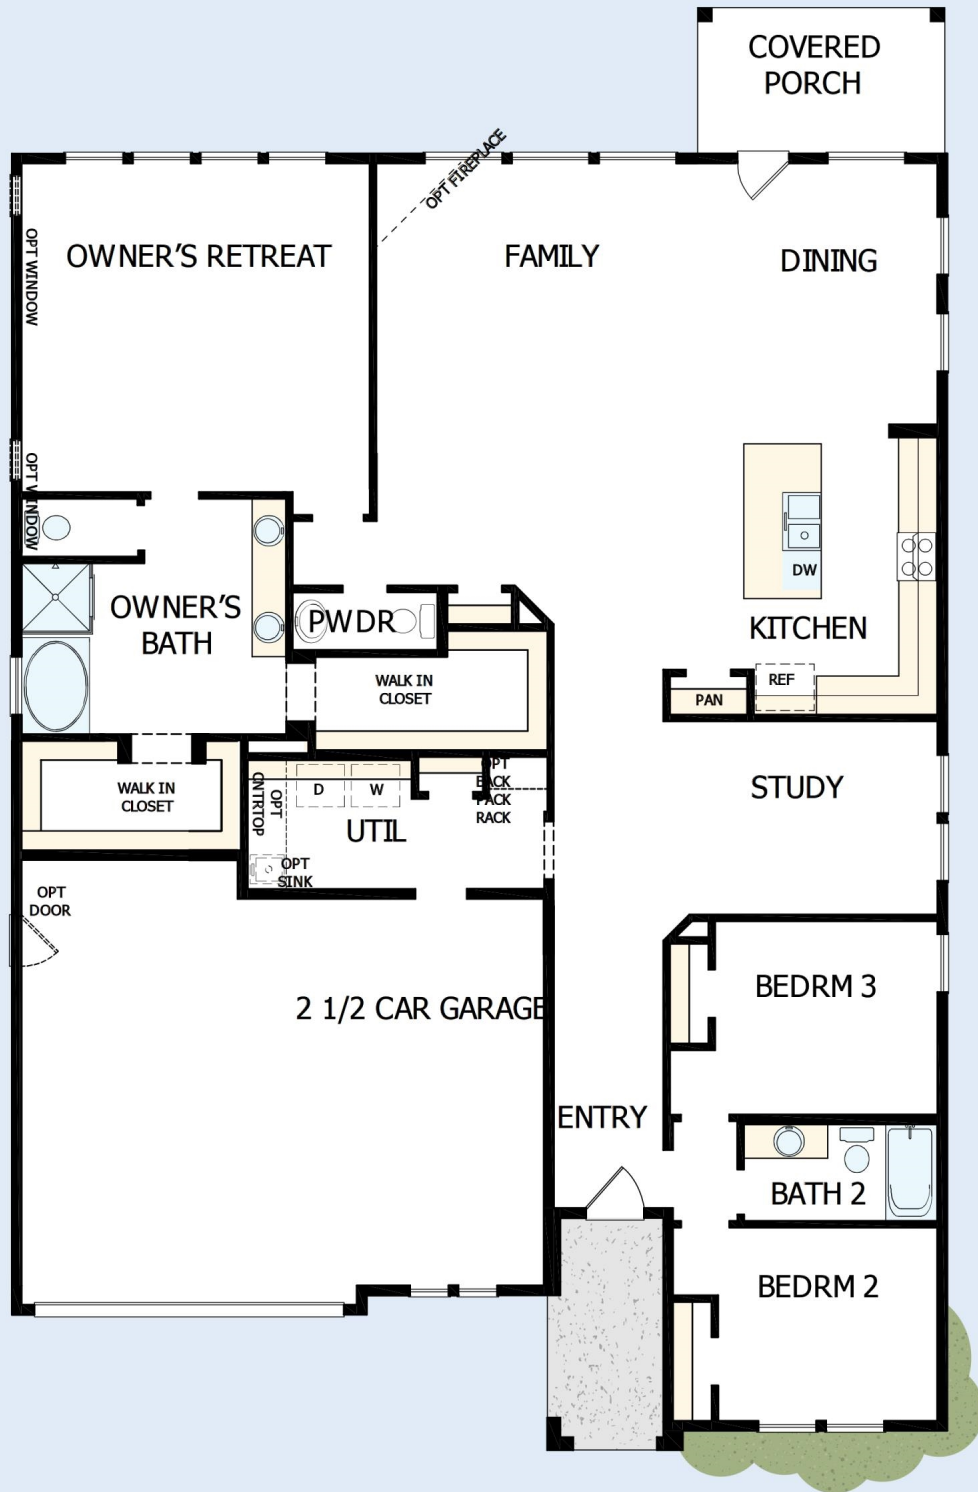 COVERED
PORCH
OPT FIREPLACE
OPT WINDOW
OWNER'S RETREAT
FAMILY
DINING
OPT WINDOW
DW
OWNER'S
BATH
PWDR
KITCHEN
WALK IN
CLOSET
REF
PAN
WALK IN
CLOSET
OPT
CNTRTOP
D
W
OPT
BACK
PACK
RACK
STUDY
UTIL
OPT
SINK
OPT
DOOR
2 1/2 CAR GARAGE
BEDRM 3
ENTRY
BATH 2
BEDRM 2